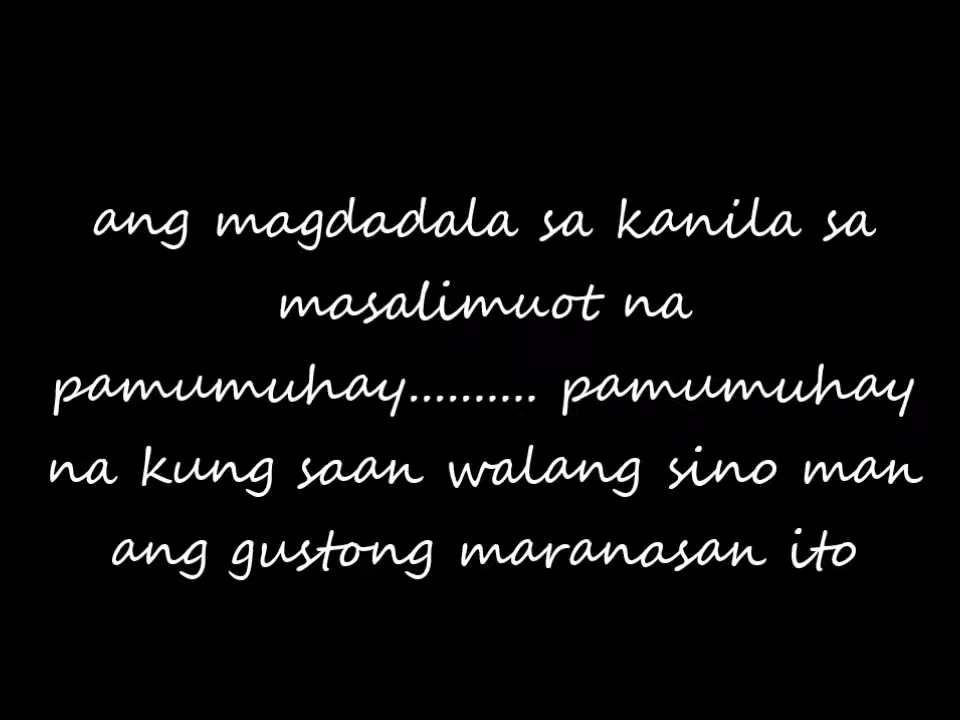 ang magdadala sa kanila sa
masalimuot na
pamumuhay.......... pamumuhay
na kung saan walang sino man
ang gustong maranasan ito